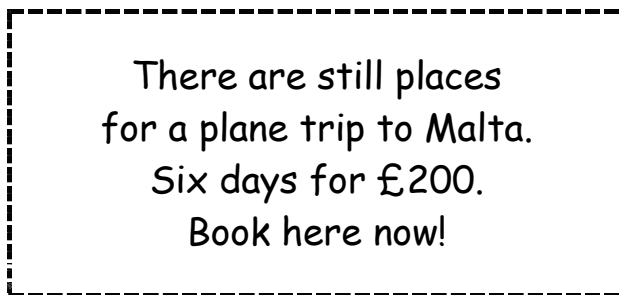 There are still places
for a plane trip to Malta.
Six days for £200.
Book here now!